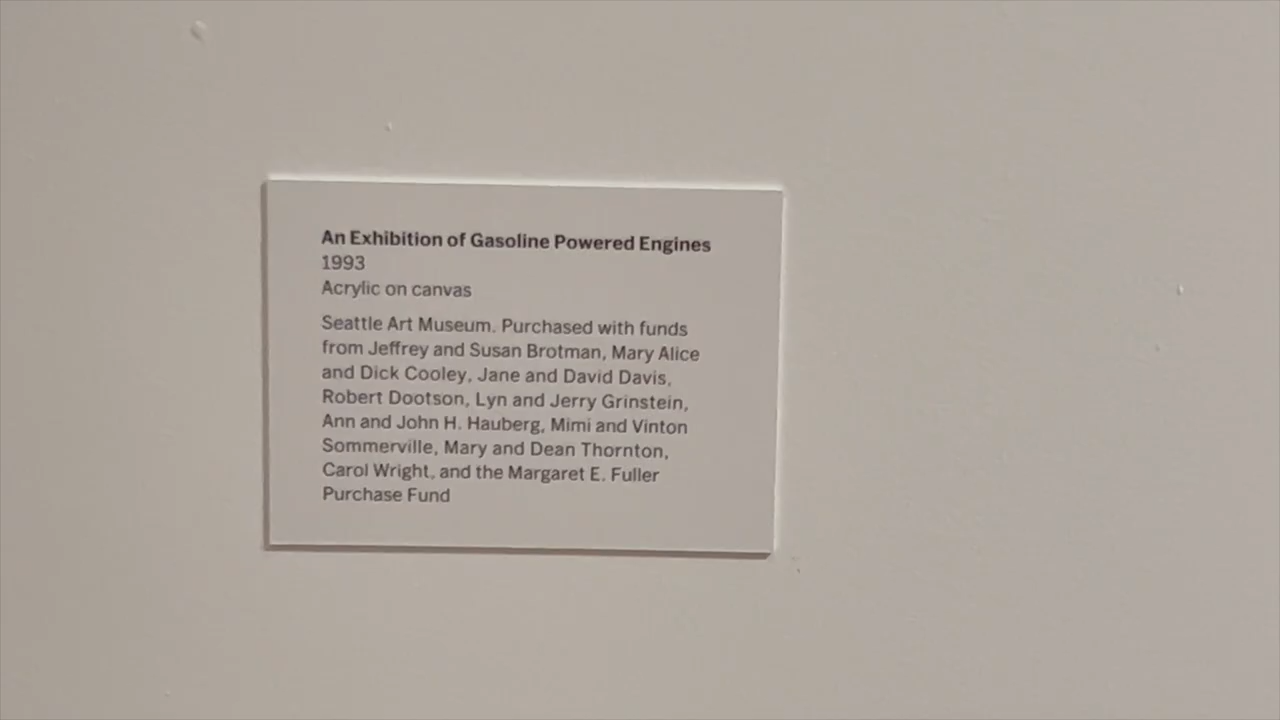 An Exhibition of Gasoline Powered Engines
1993
Acrylic on canvas
Seattle Art Museum. Purchased with funds
from Jeffrey and Susan Brotman, Mary Alice
and Dick Cooley, Jane and David Davis,
Robert Dootson, Lyn and Jerry Grinstein,
Ann and John H. Hauberg, Mimi and Vinton
Sommerville, Mary and Dean Thornton,
Carol Wright, and the Margaret E. Fuller
Purchase Fund